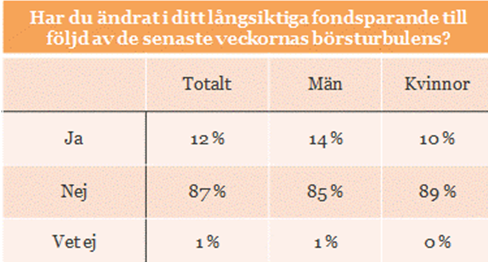 Har du ändrat i ditt långsiktiga fondsparande till
följd av de senaste veckornas börsturbulens?
Totalt Män Kvinnor
Ja 12 % 14 % 10 %
Nej 87 % 85 % 89 %
Vet ej 1 % 1 % 0 %